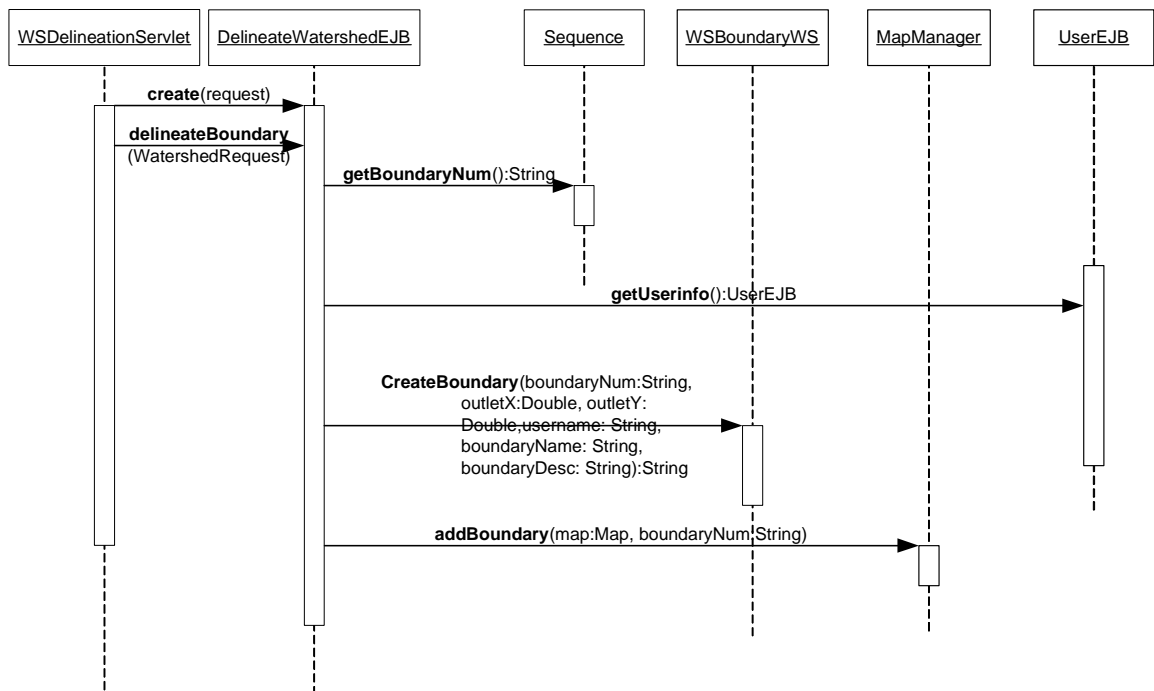 WSDelineationServlet
DelineateWatershedEJB
Sequence
WSBoundaryWS
MapManager
UserEJB
create(request)
delineateBoundary
(WatershedRequest)
getBoundaryNum():String
getUserinfo():UserEJB
CreateBoundary(boundaryNum:String,
outletX:Double, outletY:
Double,username: String,
boundaryName: String,
boundaryDesc: String):String
addBoundary(map:Map, boundaryNum:String)